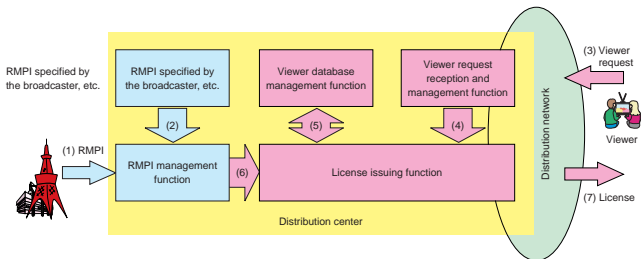 RMPI specified by
the broadcaster, etc.
RMPI specified by
the broadcaster, etc.
Viewer database
management function
Viewer request
reception and
management function
(3) Viewer
request
(2)
(5)
(4)
Distribution network
Viewer
(1) RMPI
RMPI management
function
(6)
License issuing function
(7) License
Distribution center